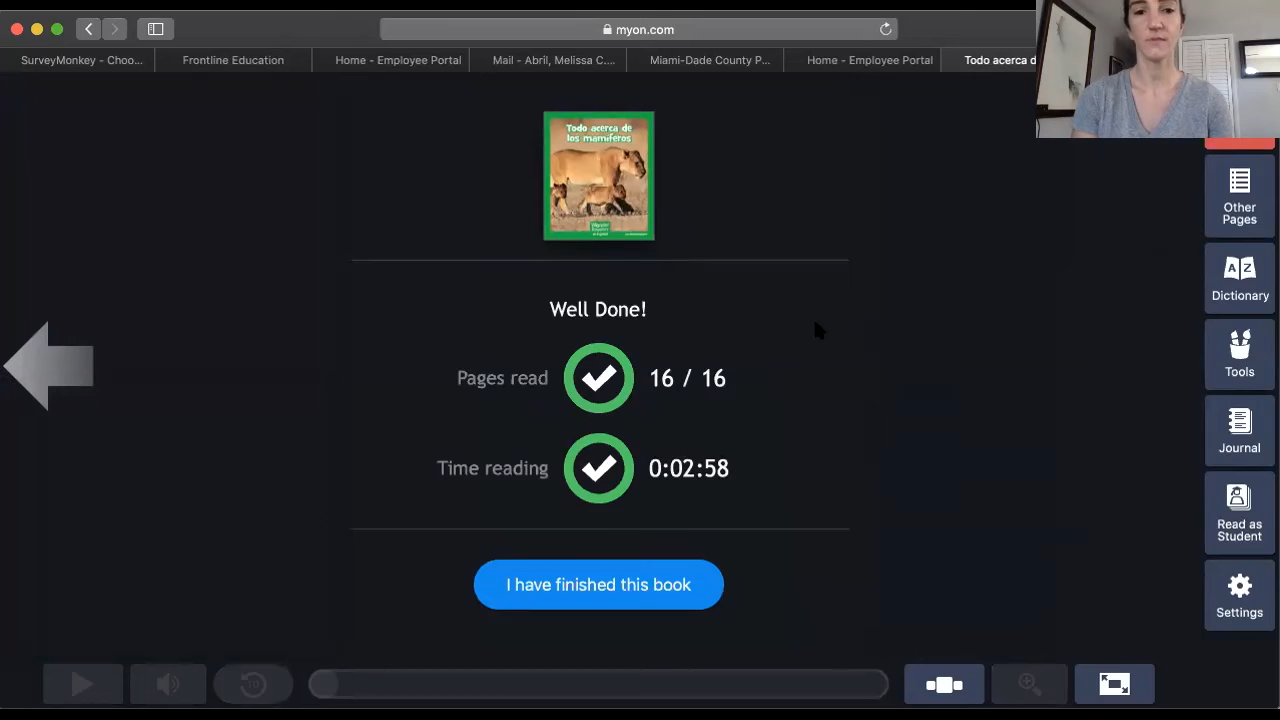 myon.com
SurveyMonkey - Choo...
Frontline Education
Home - Employee Portal
Mail - Abril, Melissa C....
Miami-Dade County P...
Home - Employee Portal
Todo acerca d
Todo acerca de
los mamíferos
Well Done!
Pages read
16 / 16
Time reading
0:02:58
I have finished this book
Other
Pages
A Z
Dictionary
Tools
Journal
Read as
Student
Settings
10